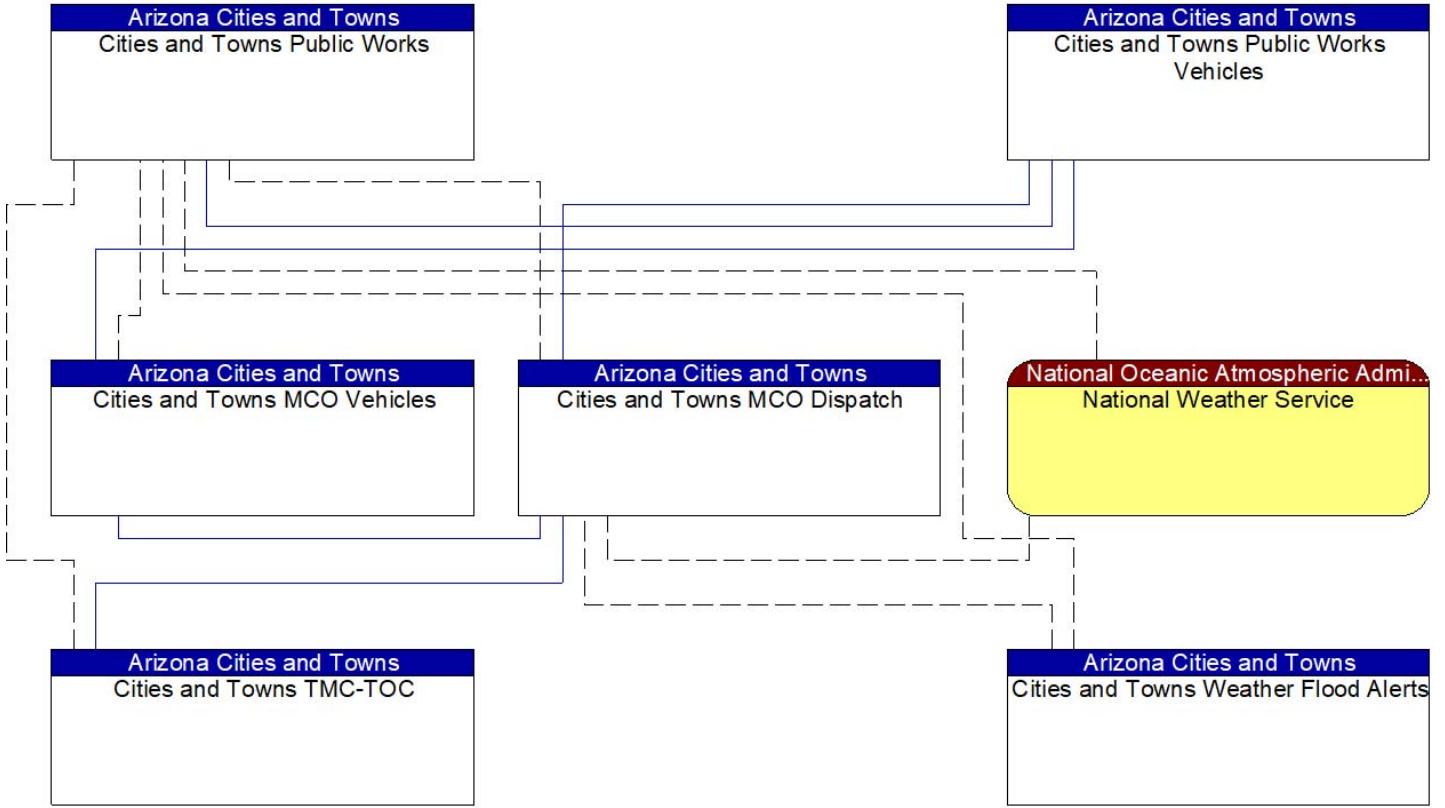 Arizona Cities and Towns
Cities and Towns Public Works
Arizona Cities and Towns
Cities and Towns Public Works
Vehicles
Arizona Cities and Towns
Cities and Towns MCO Vehicles
Arizona Cities and Towns
Cities and Towns MCO Dispatch
National Oceanic Atmospheric Admi...
National Weather Service
Arizona Cities and Towns
Cities and Towns TMC-TOC
Arizona Cities and Towns
Cities and Towns Weather Flood Alerts